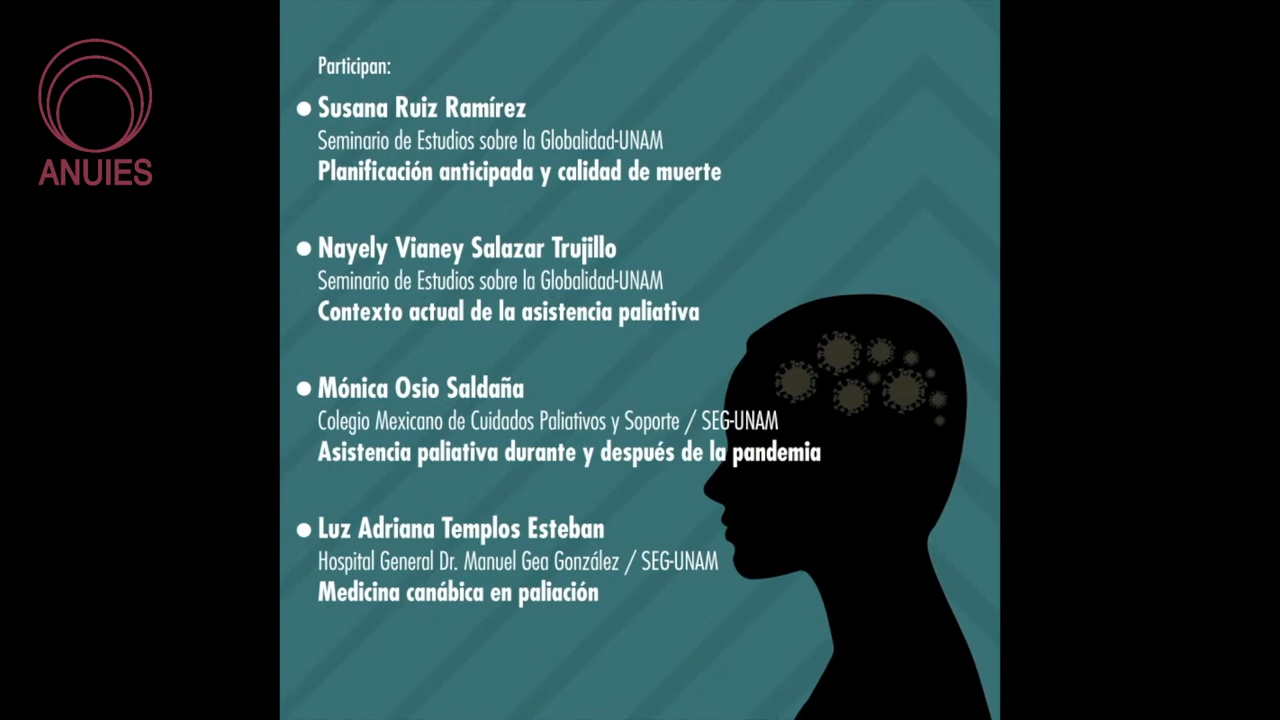 ANUIES
Participan:
Susana Ruiz Ramírez
Seminario de Estudios sobre la Globalidad-UNAM
Planificación anticipada y calidad de muerte
Nayely Vianey Salazar Trujillo
Seminario de Estudios sobre la Globalidad-UNAM
Contexto actual de la asistencia paliativa
Mónica Osio Saldaña
Colegio Mexicano de Cuidados Paliativos y Soporte / SEG-UNAM
Asistencia paliativa durante y después de la pandemia
Luz Adriana Templos Esteban
Hospital General Dr. Manuel Gea González / SEG-UNAM
Medicina canábica en paliación